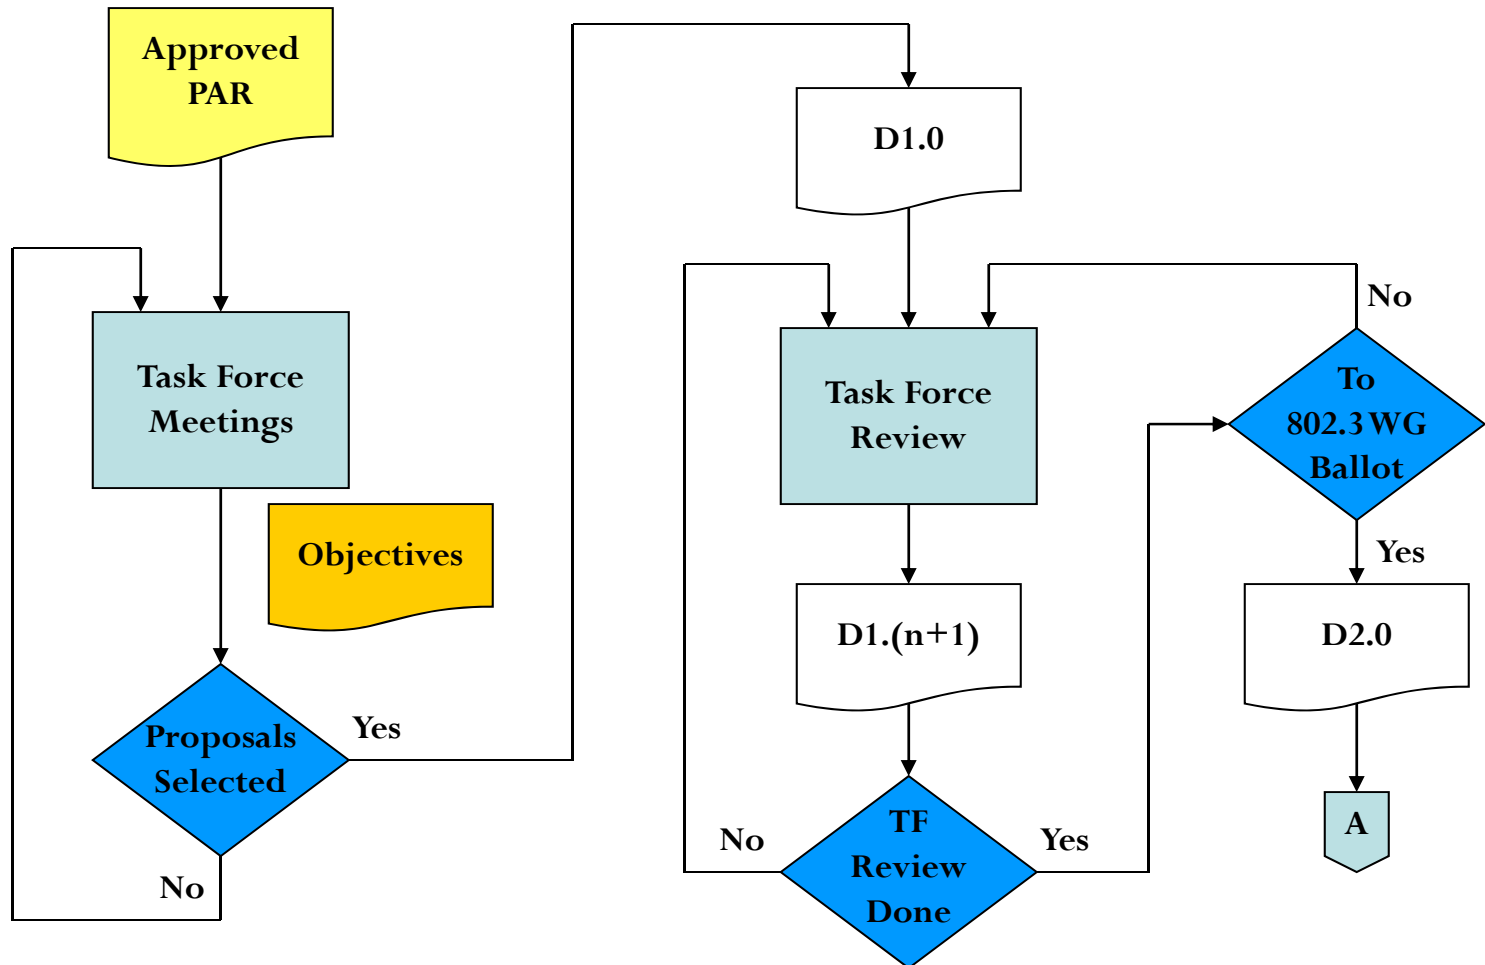 Approved
PAR
Task Force
Meetings
Objectives
Proposals
Selected
Yes
No
D1.0
Task Force
Review
D1.(n+1)
TF
Review
Done
No
Yes
To
802.3 WG
Ballot
No
Yes
D2.0
A